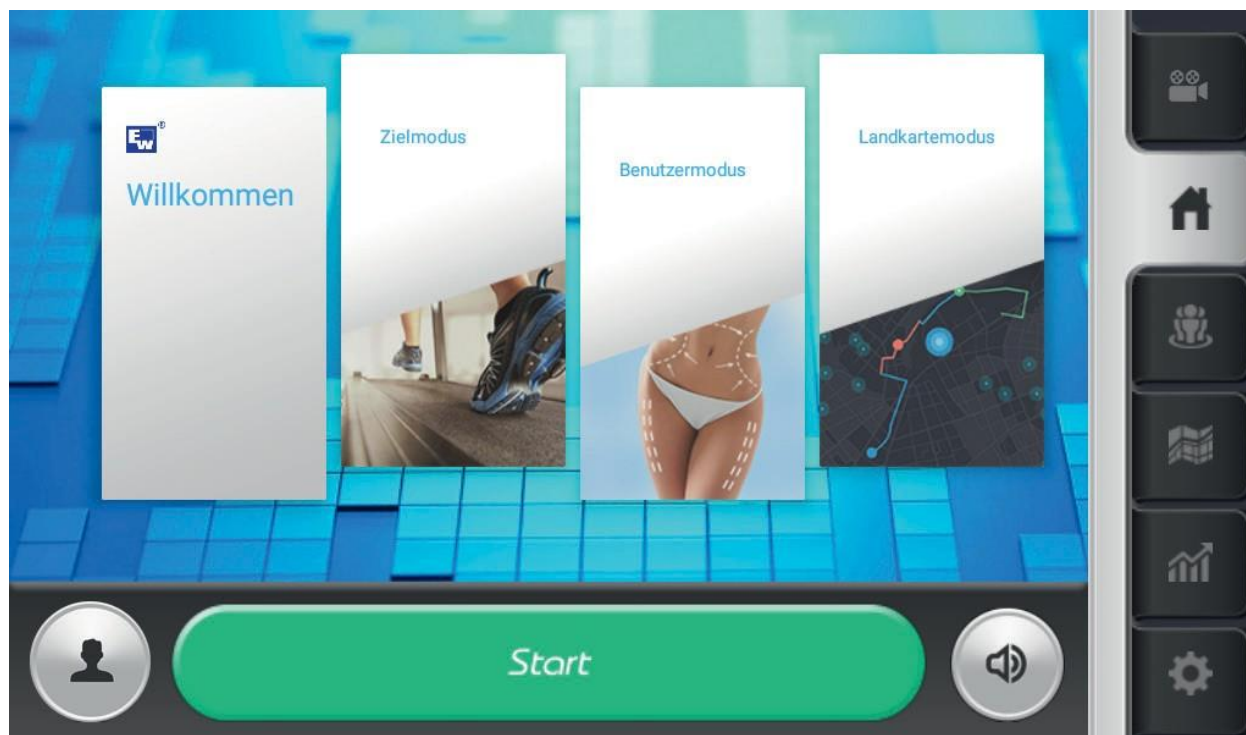 EW®
Willkommen
Zielmodus
Benutzermodus
Landkartemodus
Start